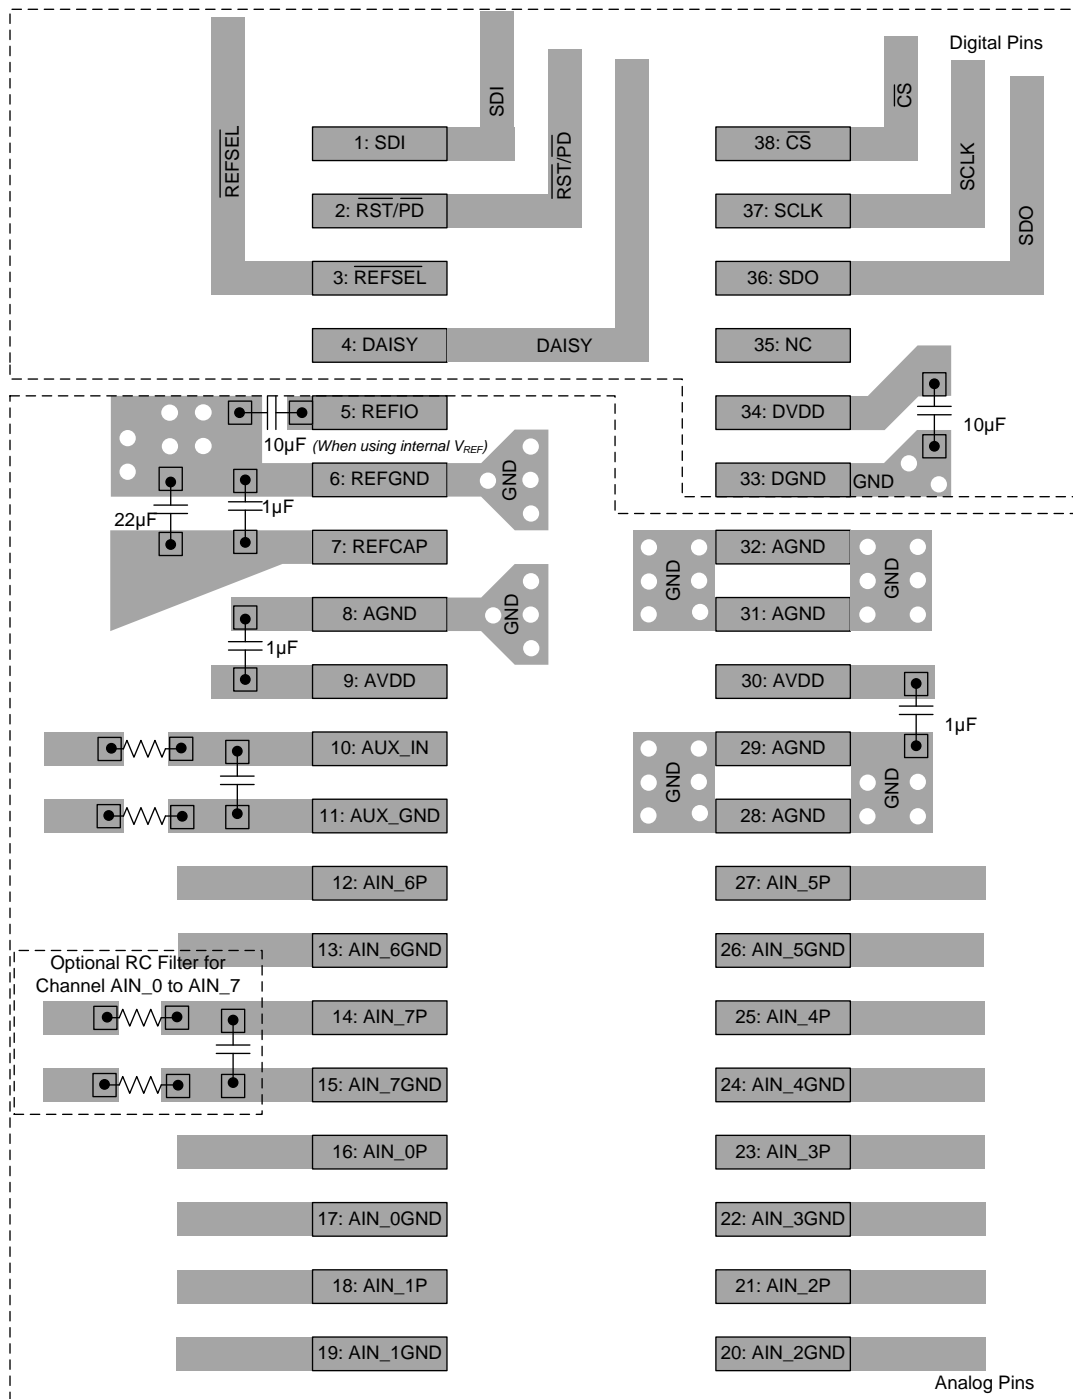 Digital Pins
REFSEL
SDI
RST/PD
CS
SCLK
SDO
1: SDI
38: CS
2: RST/PD
37: SCLK
3: REFSEL
36: SDO
4: DAISY
DAISY
35: NC
5: REFIO
34: DVDD
10µF
10µF (When using internal VREF)
6: REFGND
GND
33: DGND
GND
22µF
1µF
7: REFCAP
32: AGND
GND
GND
8: AGND
GND
31: AGND
1µF
9: AVDD
30: AVDD
1µF
10: AUX_IN
29: AGND
GND
GND
11: AUX_GND
28: AGND
12: AIN_6P
27: AIN_5P
13: AIN_6GND
26: AIN_5GND
Optional RC Filter for
Channel AIN_0 to AIN_7
14: AIN_7P
25: AIN_4P
15: AIN_7GND
24: AIN_4GND
16: AIN_0P
23: AIN_3P
17: AIN_0GND
22: AIN_3GND
18: AIN_1P
21: AIN_2P
19: AIN_1GND
20: AIN_2GND
Analog Pins